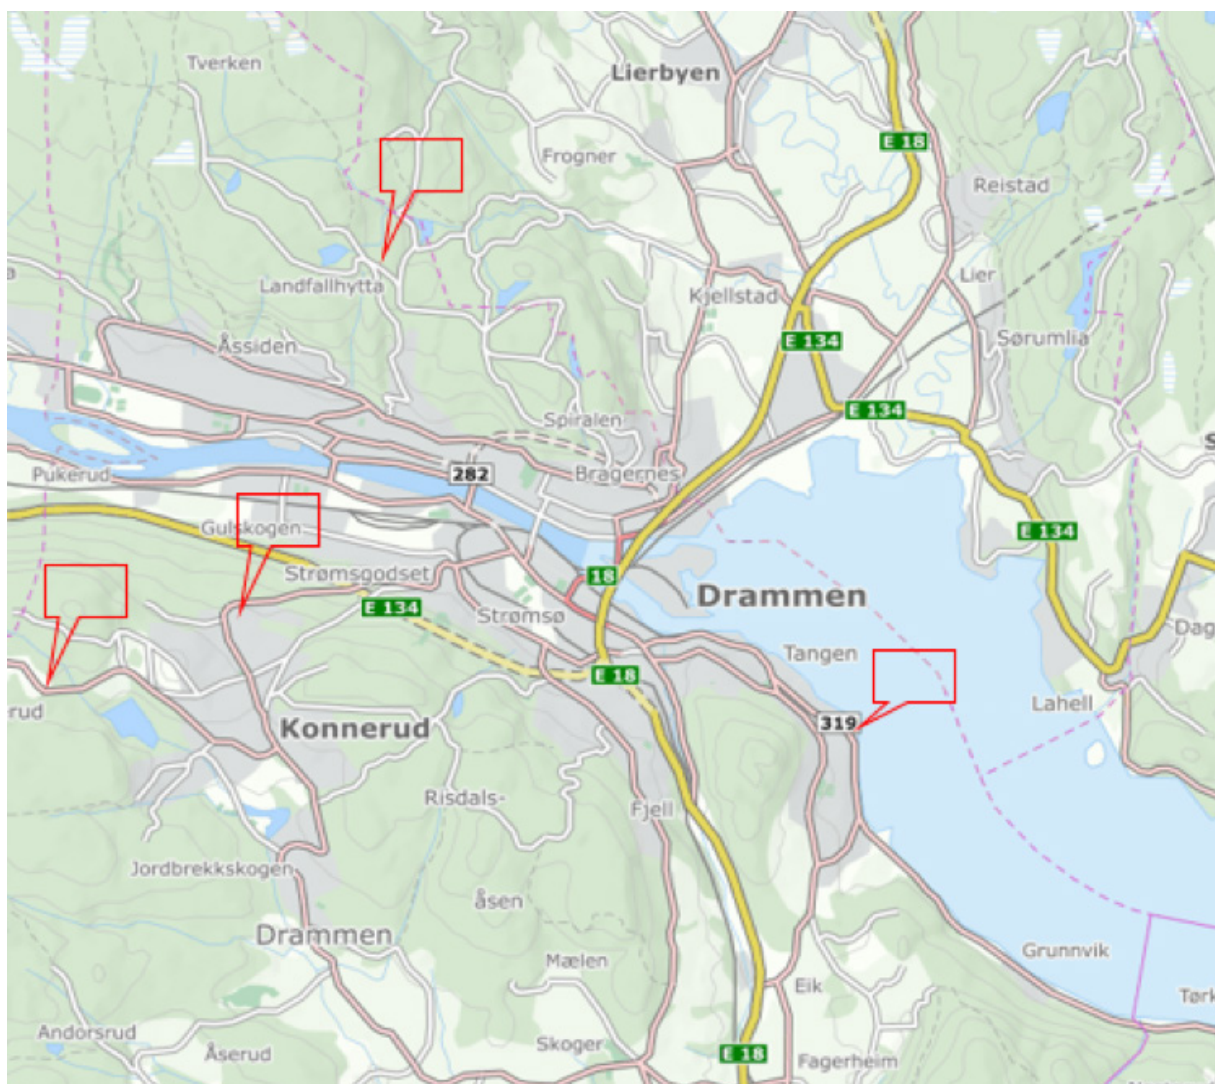 Tverken
Lierbyen
E 18
Frogner
Reistad
Lier
Landfallhytta
Kjellstad
Åssiden
E 134
Sørumlia
E 134
Spiralen
Pukerud
282
Bragernes
Gulskogen
E 134
Strømsgodset
18
Drammen
E 134
Strømsø
Dag
Tangen
E 18
Lahell
erud
Konnerud
319
Risdals-
Fjell
Jordbrekkskogen
åsen
Drammen
Mælen
Grunnvik
Eik
Tørk
Andorsrud
Åserud
Skoger
E 18
Fagerheim